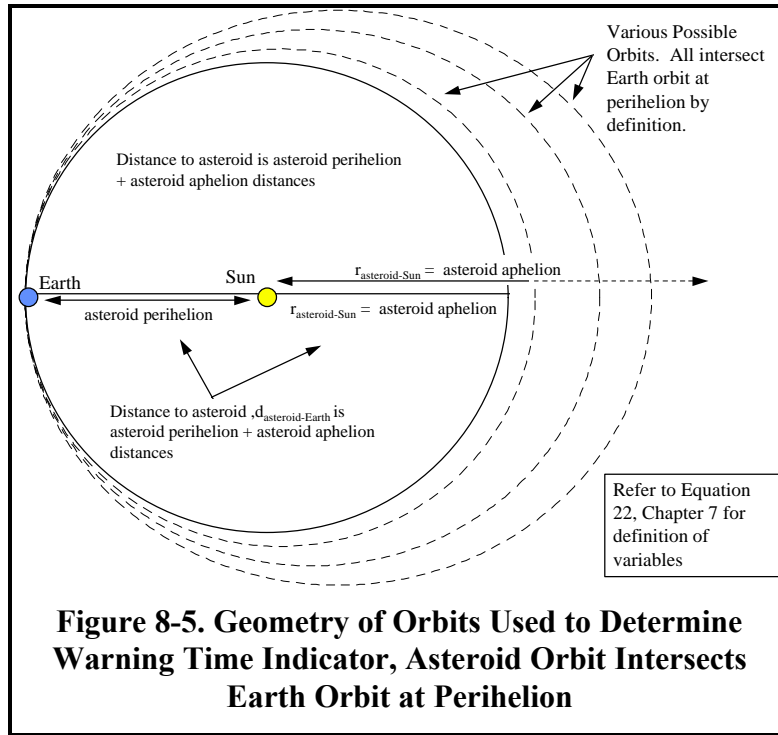 Various Possible
Orbits.  All intersect
Earth orbit at
perihelion by
definition.
Distance to asteroid is asteroid perihelion
+ asteroid aphelion distances
Earth
Sun
r_asteroid-Sun =  asteroid aphelion
asteroid perihelion
r_asteroid-Sun =  asteroid aphelion
Distance to asteroid ,d_asteroid-Earth is
asteroid perihelion + asteroid aphelion
distances
Refer to Equation
22, Chapter 7 for
definition of
variables
Figure 8-5. Geometry of Orbits Used to Determine
Warning Time Indicator, Asteroid Orbit Intersects
Earth Orbit at Perihelion